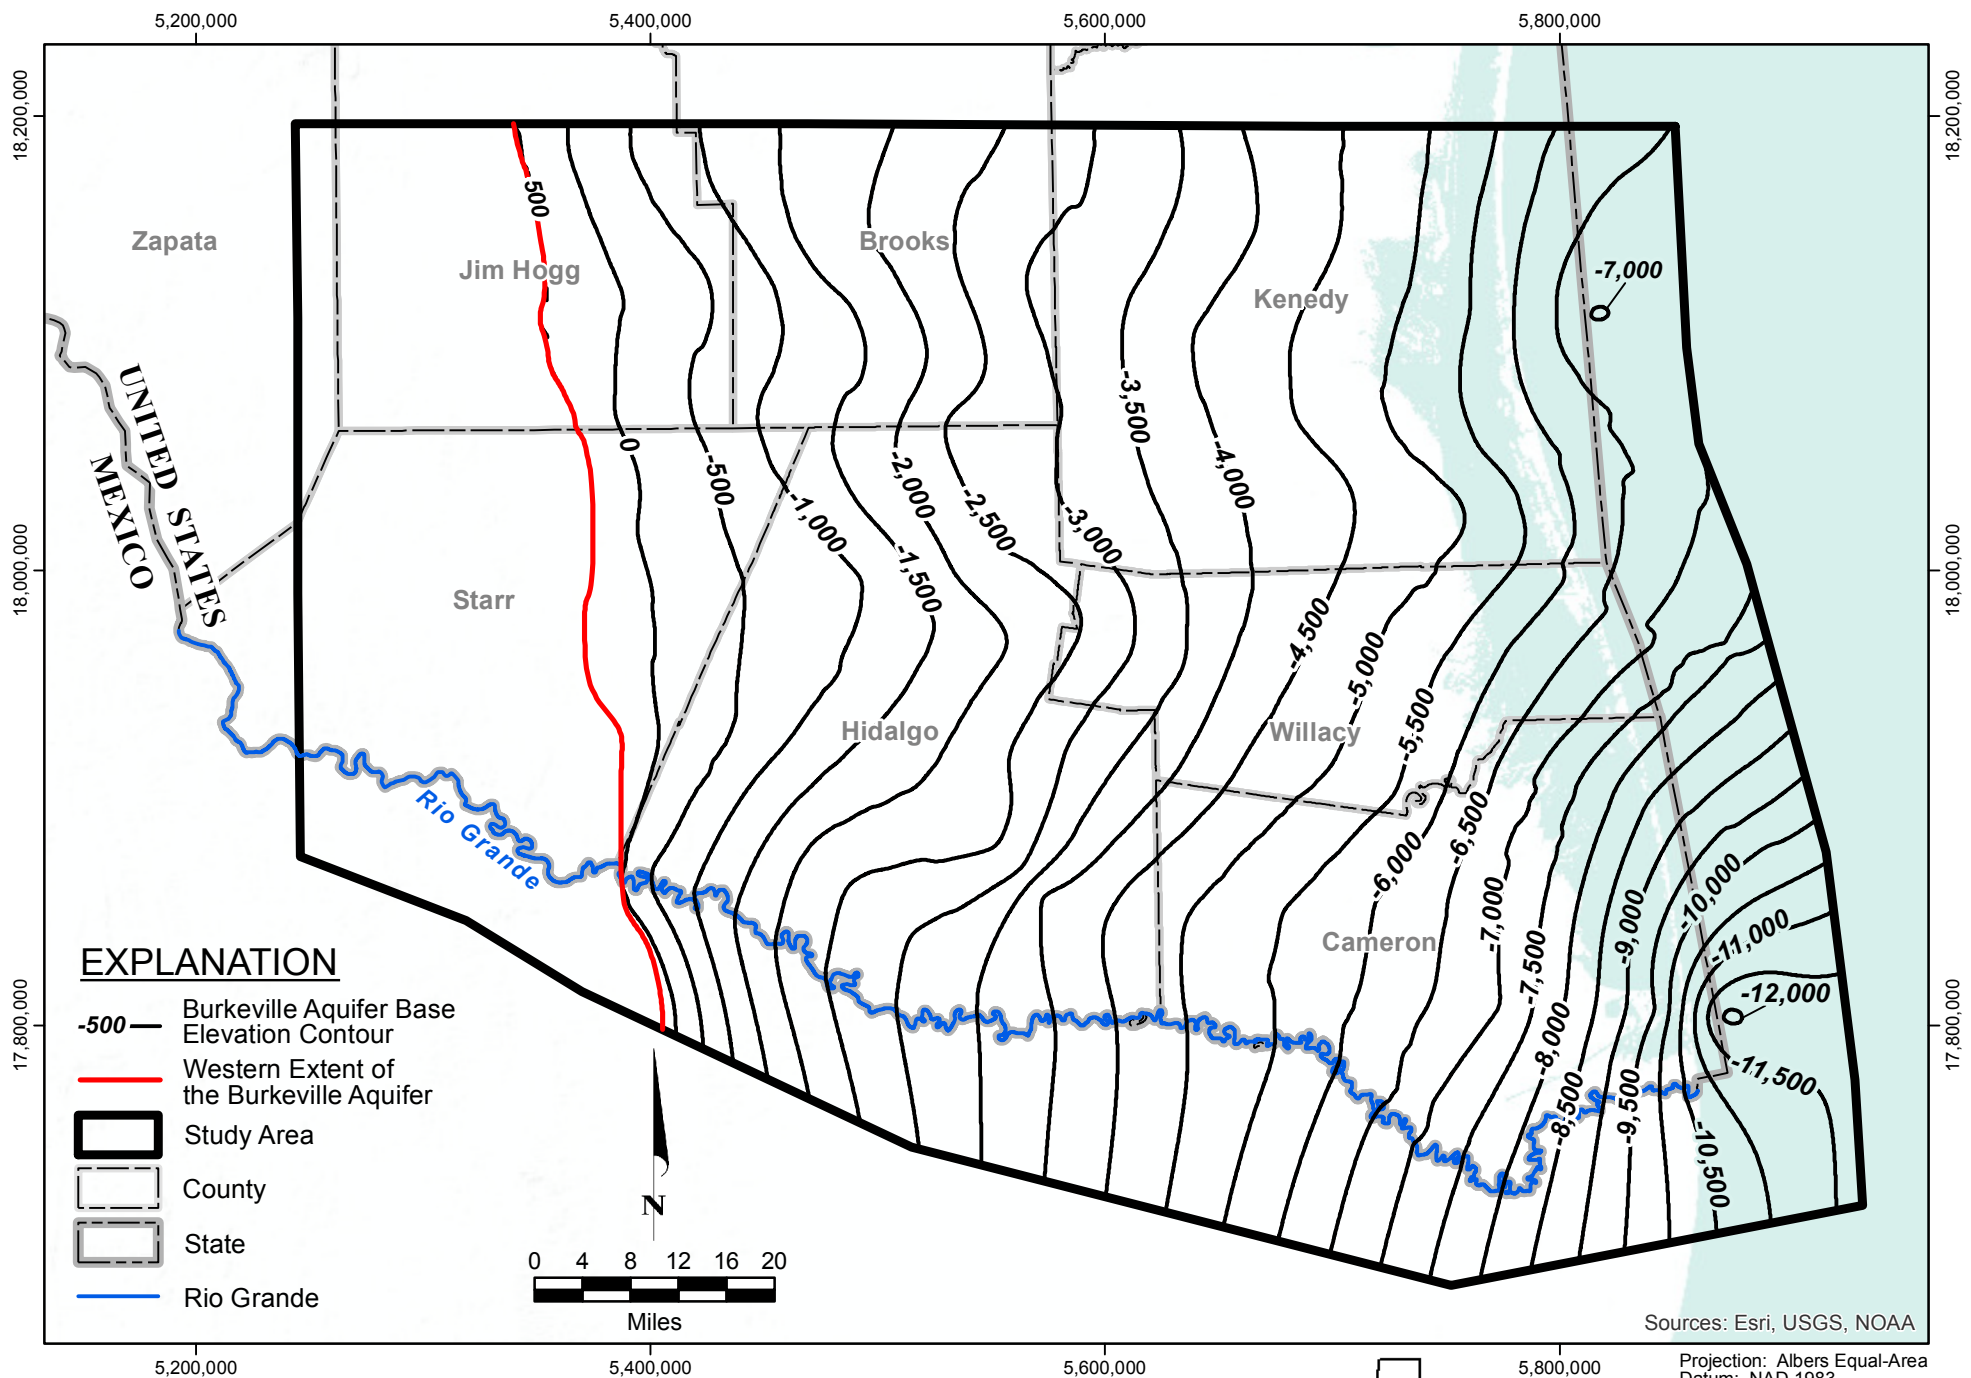 5,200,000
5,400,000
5,600,000
5,800,000
18,200,000
18,200,000
18,000,000
18,000,000
17,800,000
17,800,000
Zapata
Jim Hogg
Brooks
Kenedy
Starr
Hidalgo
Willacy
Cameron
UNITED STATES
MEXICO
Rio Grande
500
0
-500
-1,000
-1,500
-2,000
-2,500
-3,000
-3,500
-4,000
-4,500
-5,000
-5,500
-6,000
-6,500
-7,000
-7,000
-7,500
-8,000
-8,500
-9,000
-9,500
-10,000
-10,500
-11,000
-11,500
-12,000
EXPLANATION
-500
Burkeville Aquifer Base
Elevation Contour
Western Extent of
the Burkeville Aquifer
Study Area
County
State
Rio Grande
N
0 4 8 12 16 20
Miles
Sources: Esri, USGS, NOAA
5,200,000
5,400,000
5,600,000
5,800,000
Projection: Albers Equal-Area
Datum: NAD 1983